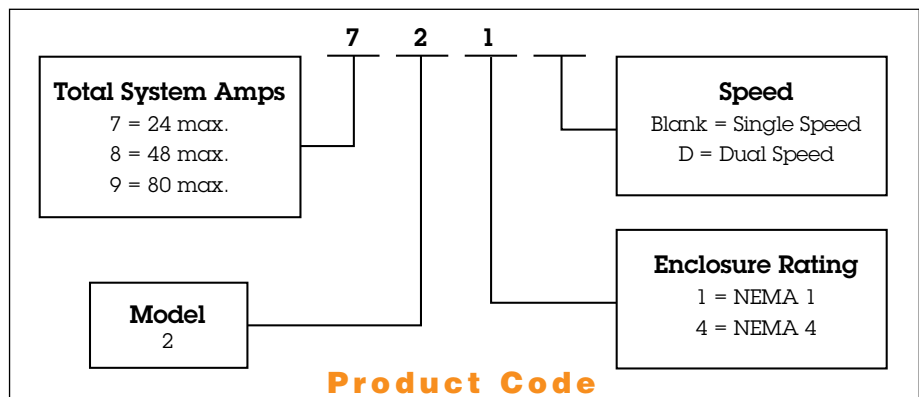 7 2 1
Total System Amps
7 = 24 max.
8 = 48 max.
9 = 80 max.
Speed
Blank = Single Speed
D = Dual Speed
Model
2
Enclosure Rating
1 = NEMA 1
4 = NEMA 4
Product Code